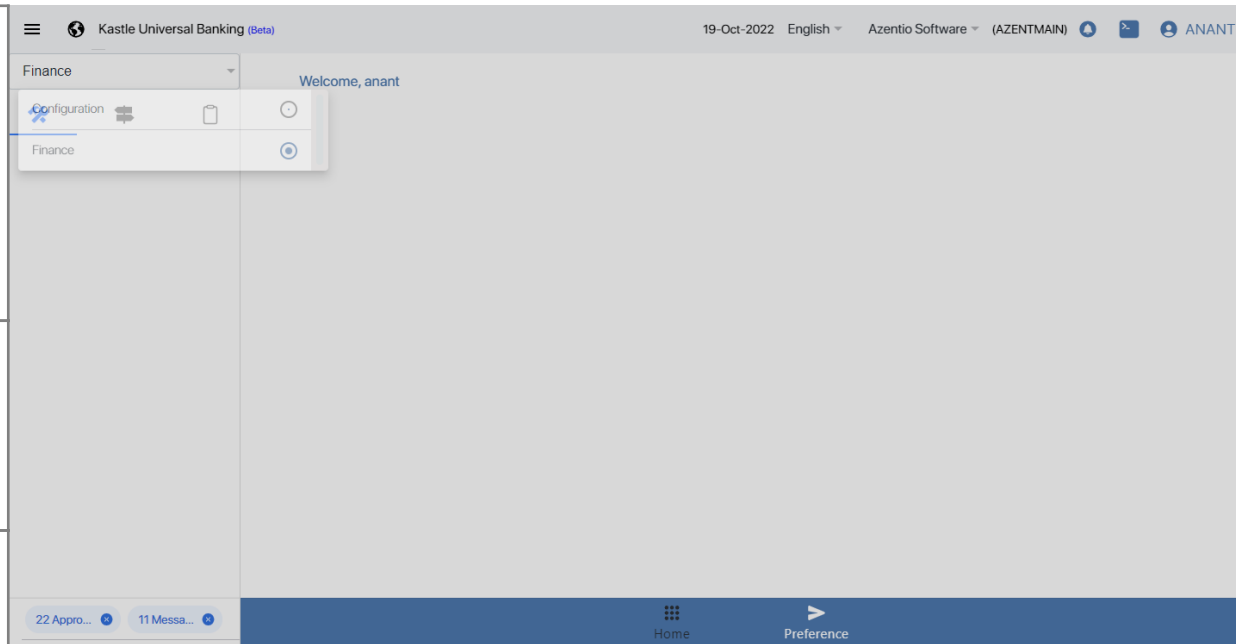 Kastle Universal Banking (Beta) 19-Oct-2022 English Azentio Software (AZENTMAIN) ANANT
Finance
Welcome, anant
Configuration
Finance
22 Appro... 11 Messa...
Home Preference